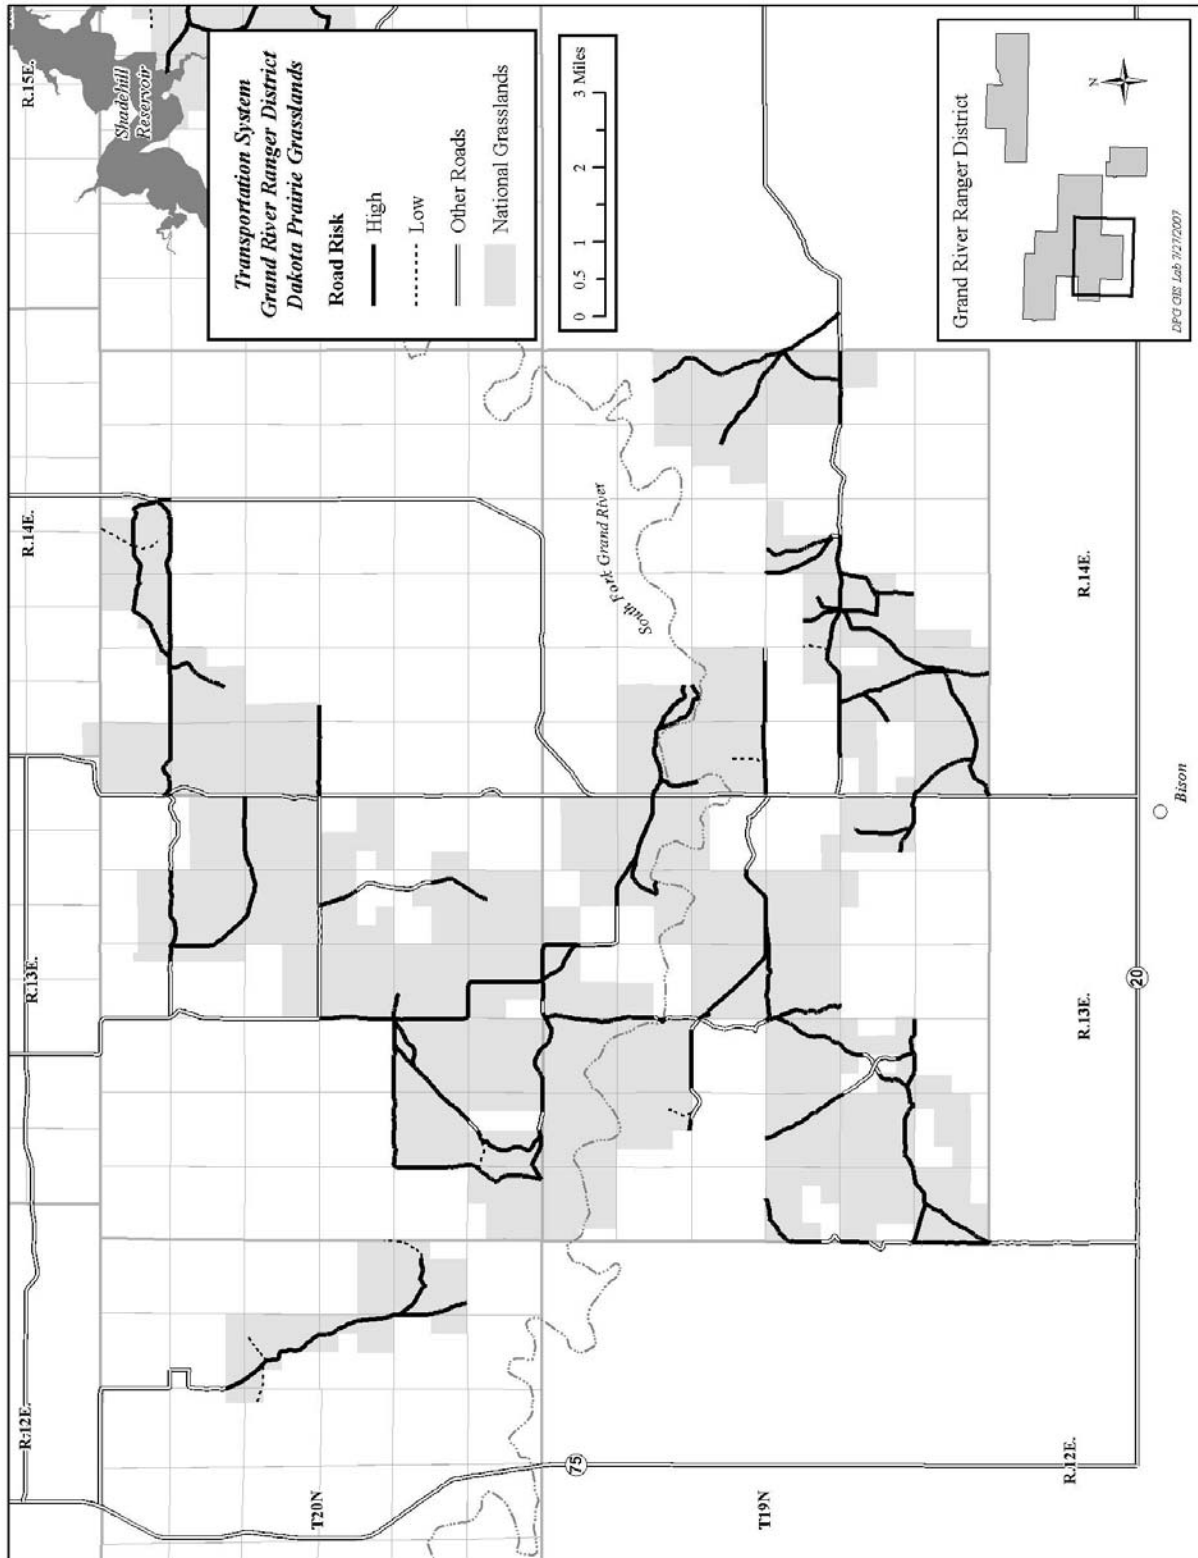 R.12E.
R.13E.
R.14E.
R.15E.
Shadehill
Reservoir
T20N
T19N
75
South Fork Grand River
R.12E.
R.13E.
R.14E.
20
Bison
Transportation System
Grand River Ranger District
Dakota Prairie Grasslands
Road Risk
High
Low
Other Roads
National Grasslands
0 0.5 1 2 3 Miles
Grand River Ranger District
N
DPG GIS Lab 7/27/2007